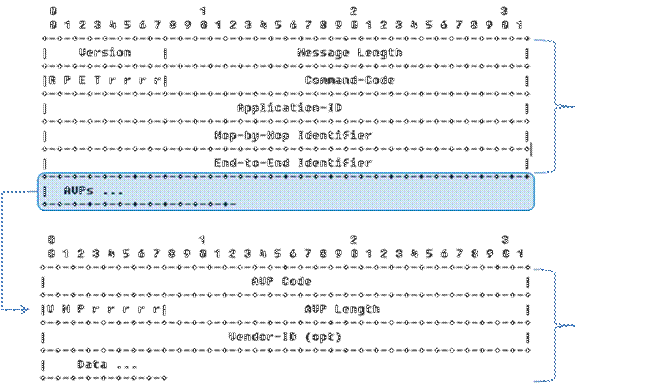 0 1 2 3
0 1 2 3 4 5 6 7 8 9 0 1 2 3 4 5 6 7 8 9 0 1 2 3 4 5 6 7 8 9 0 1
Version | Message Length
R P E T r r r r | Command-Code
Application-ID
Hop-by-Hop Identifier
End-to-End Identifier
AVPs ...
0 1 2 3
0 1 2 3 4 5 6 7 8 9 0 1 2 3 4 5 6 7 8 9 0 1 2 3 4 5 6 7 8 9 0 1
AVP Code
V M P r r r r r | AVP Length
Vendor-ID (opt)
Data ...